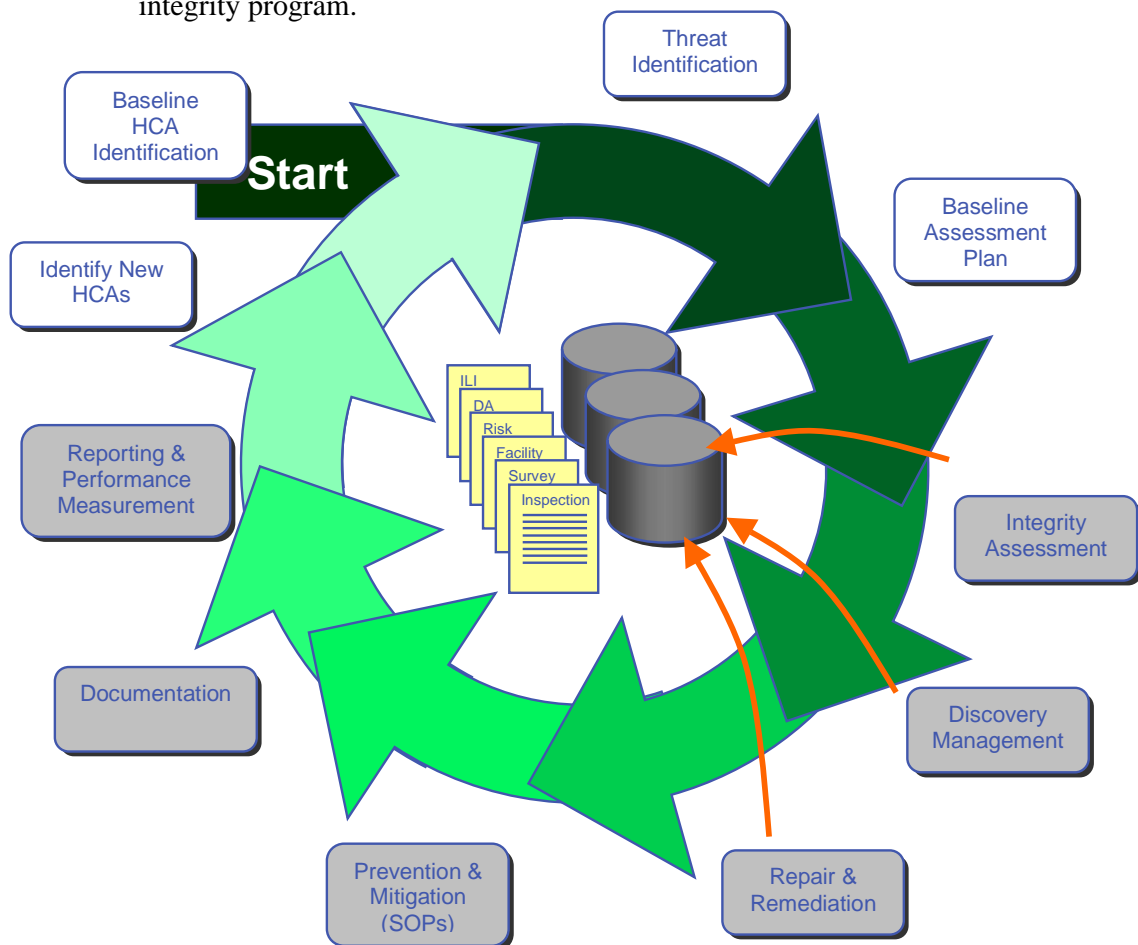 integrity program.
Threat
Identification
Baseline
HCA
Identification
Start
Baseline
Assessment
Plan
Identify New
HCAs
ILI
DA
Risk
Facility
Survey
Inspection
Reporting &
Performance
Measurement
Integrity
Assessment
Documentation
Discovery
Management
Prevention &
Mitigation
(SOPs)
Repair &
Remediation